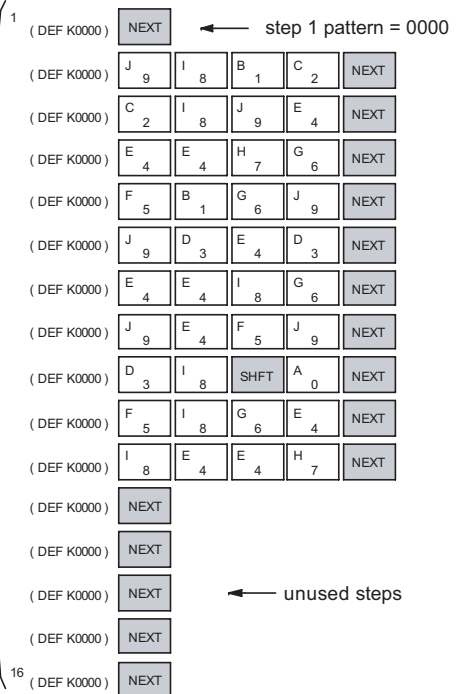 1 ( DEF K0000 ) NEXT step 1 pattern = 0000
( DEF K0000 ) J 9 I 8 B 1 C 2 NEXT
( DEF K0000 ) C 2 I 8 J 9 E 4 NEXT
( DEF K0000 ) E 4 E 4 H 7 G 6 NEXT
( DEF K0000 ) F 5 B 1 G 6 J 9 NEXT
( DEF K0000 ) J 9 D 3 E 4 D 3 NEXT
( DEF K0000 ) E 4 E 4 I 8 G 6 NEXT
( DEF K0000 ) J 9 E 4 F 5 J 9 NEXT
( DEF K0000 ) D 3 I 8 SHFT A 0 NEXT
( DEF K0000 ) F 5 I 8 G 6 E 4 NEXT
( DEF K0000 ) I 8 E 4 E 4 H 7 NEXT
( DEF K0000 ) NEXT
( DEF K0000 ) NEXT
( DEF K0000 ) NEXT unused steps
( DEF K0000 ) NEXT
16 ( DEF K0000 ) NEXT